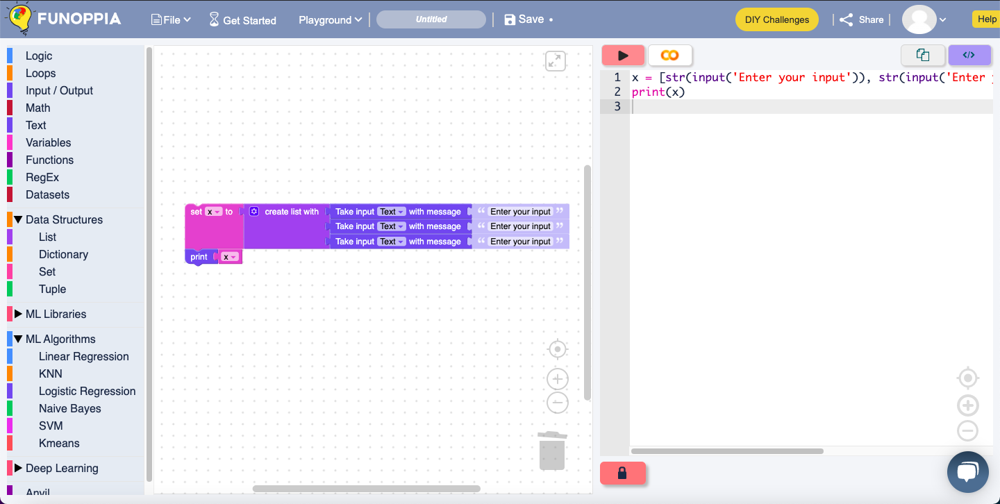 FUNOPPIA
File
Get Started
Playground
Untitled
Save
DIY Challenges
Share
Help
Logic
Loops
Input / Output
Math
Text
Variables
Functions
RegEx
Datasets
Data Structures
List
Dictionary
Set
Tuple
ML Libraries
ML Algorithms
Linear Regression
KNN
Logistic Regression
Naive Bayes
SVM
Kmeans
Deep Learning
Anvil
set x to create list with Take input Text with message “ Enter your input ”
Take input Text with message “ Enter your input ”
Take input Text with message “ Enter your input ”
print x
</>
1 x = [str(input('Enter your input')), str(input('Enter
2 print(x)
3